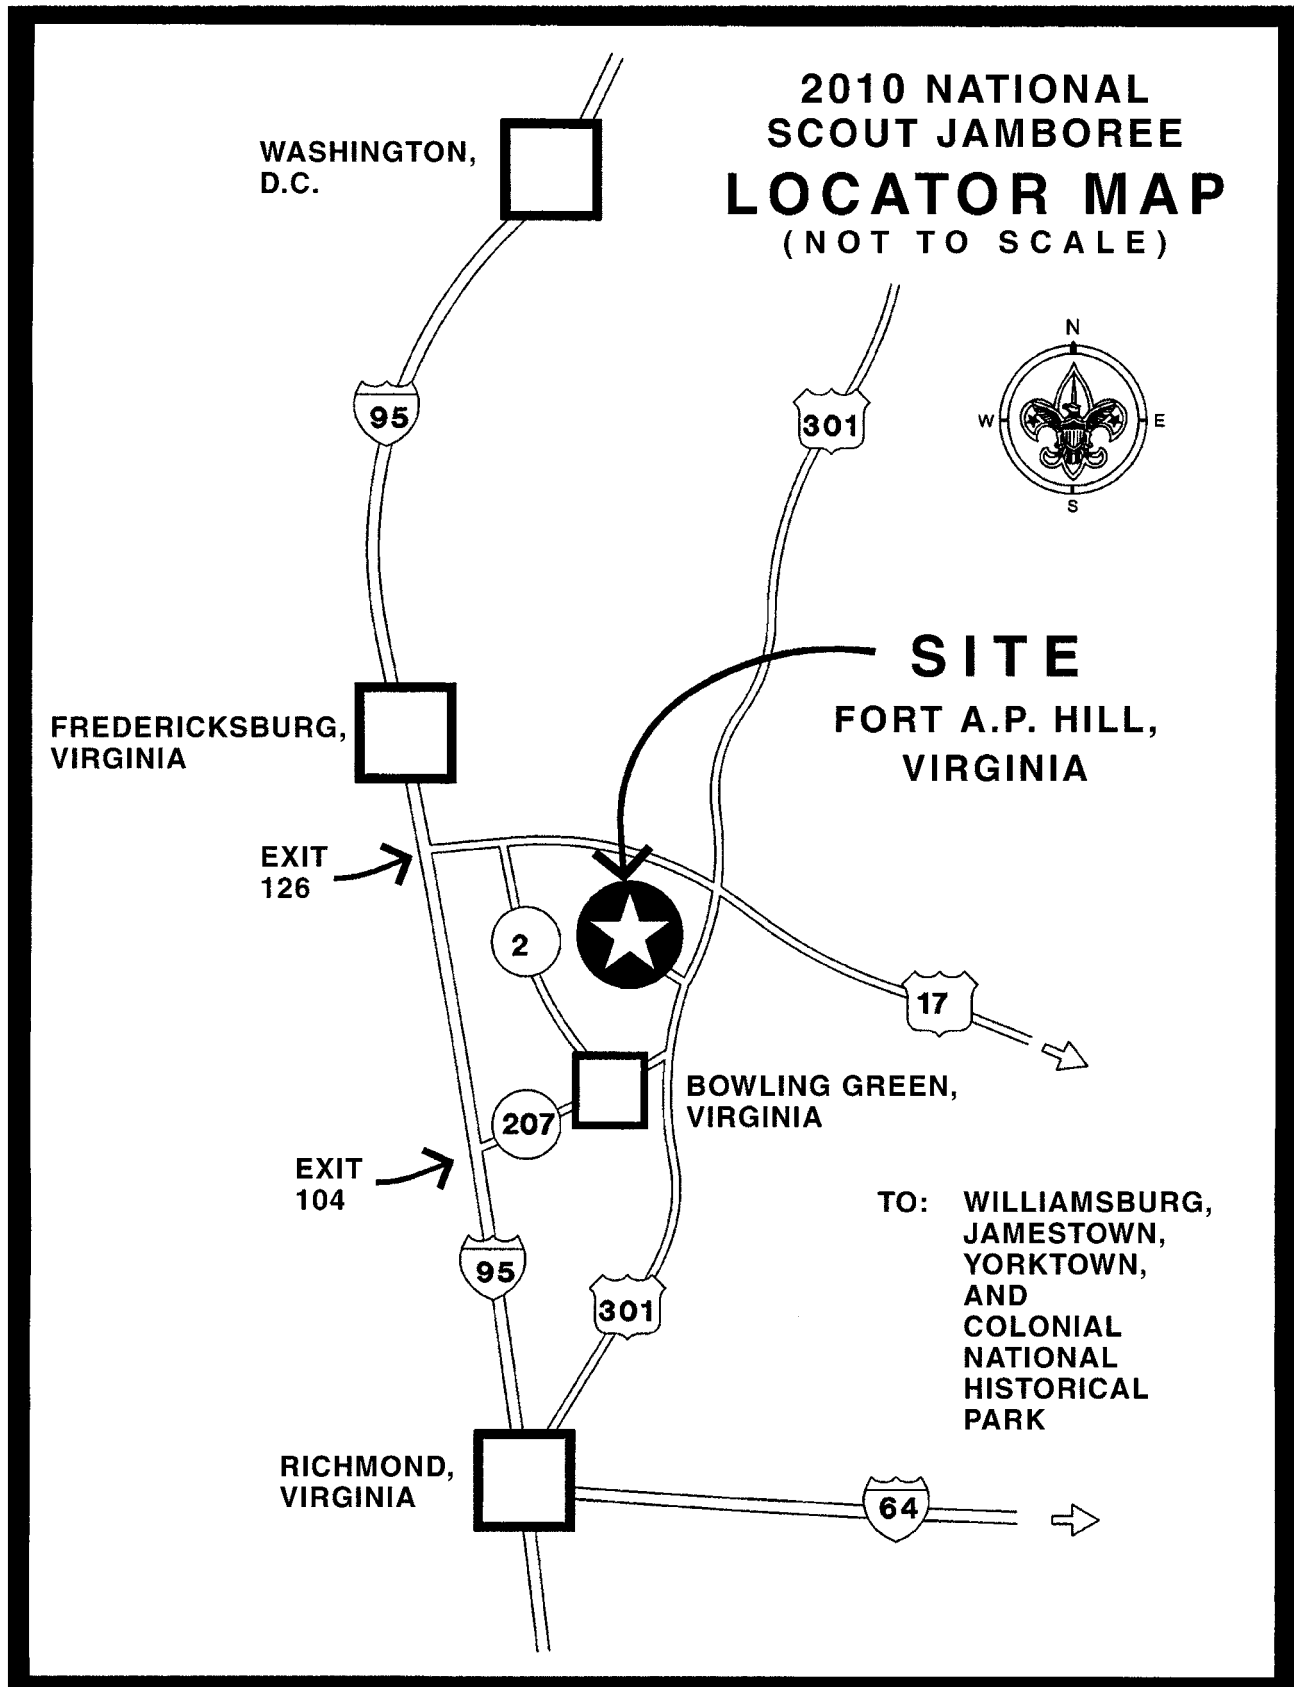 2010 NATIONAL
SCOUT JAMBOREE
LOCATOR MAP
(NOT TO SCALE)
WASHINGTON,
D.C.
N
W
E
S
95
301
SITE
FORT A.P. HILL,
VIRGINIA
FREDERICKSBURG,
VIRGINIA
EXIT
126
2
17
BOWLING GREEN,
VIRGINIA
207
EXIT
104
TO: WILLIAMSBURG,
JAMESTOWN,
YORKTOWN,
AND
COLONIAL
NATIONAL
HISTORICAL
PARK
95
301
RICHMOND,
VIRGINIA
64